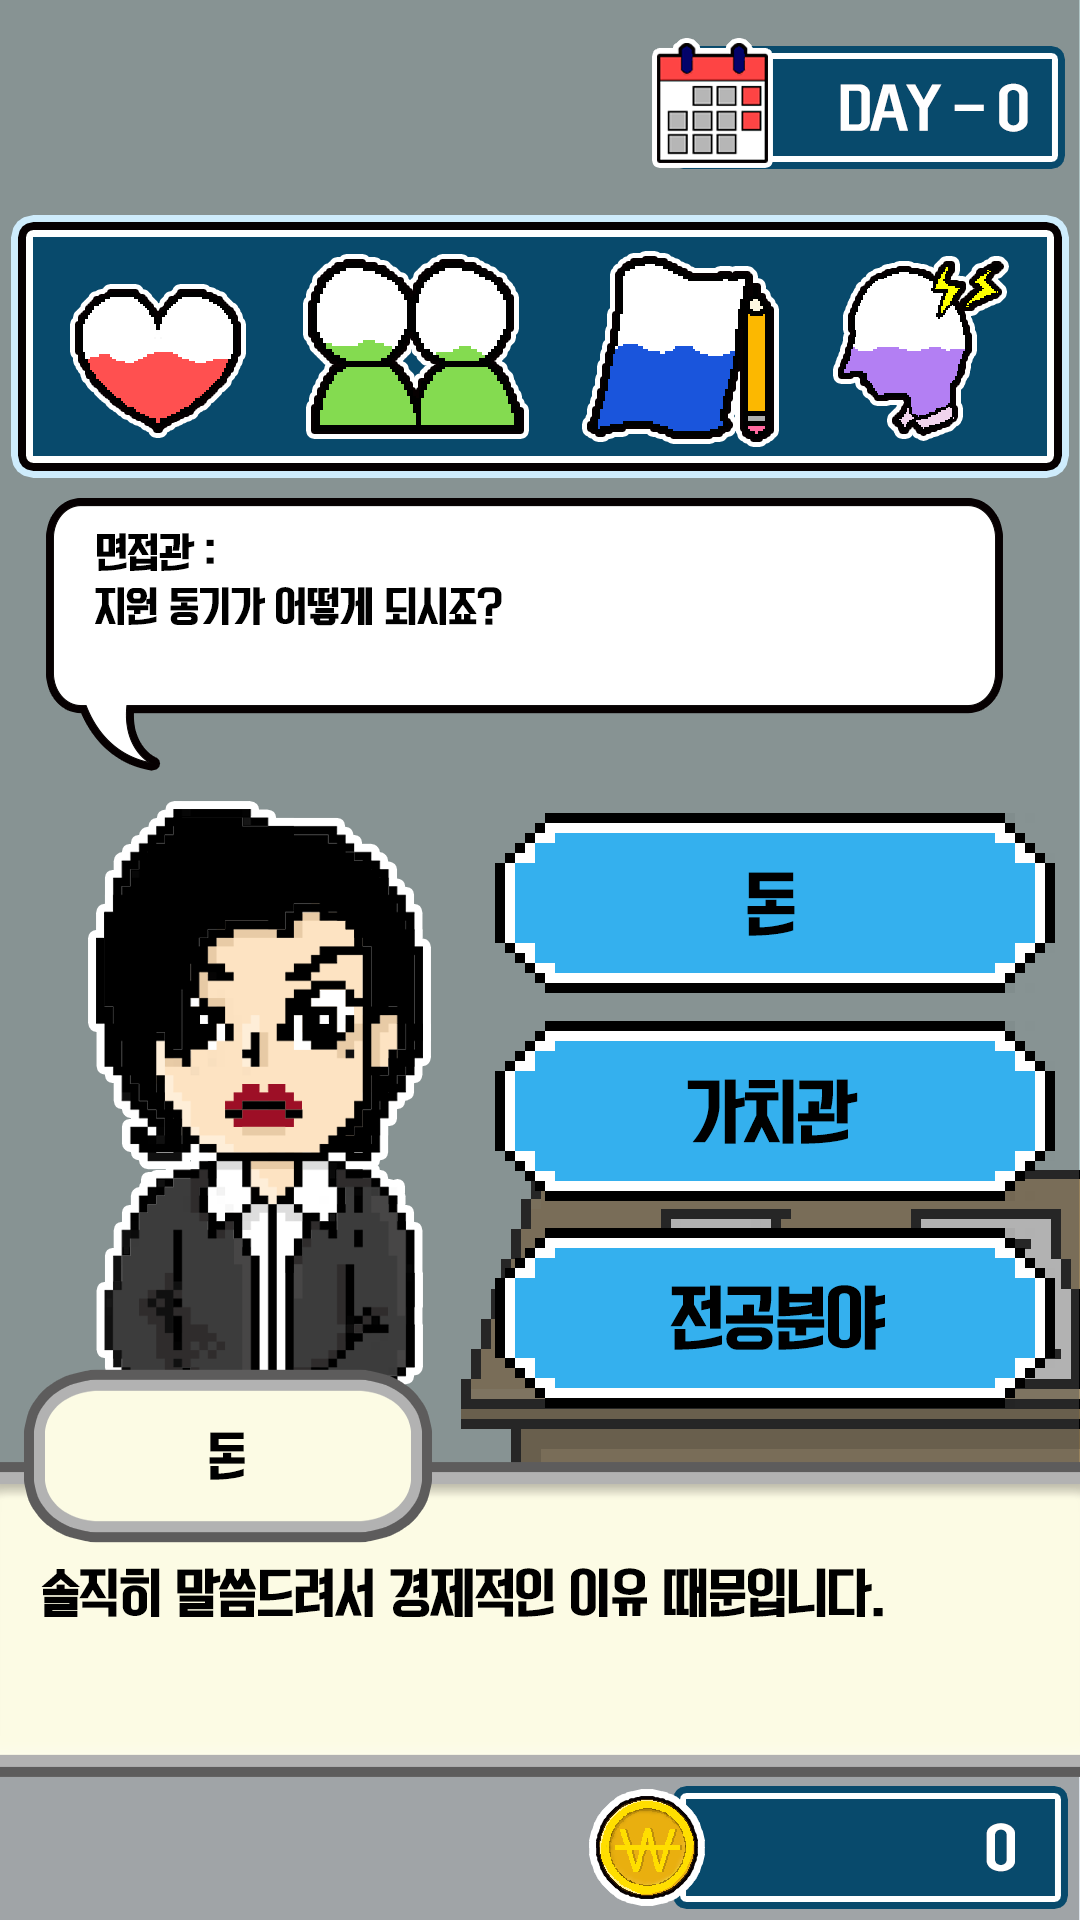 DAY - 0
면접관 :
지원 동기가 어떻게 되시죠?
돈
가치관
전공분야
돈
솔직히 말씀드려서 경제적인 이유 때문입니다.
₩
0